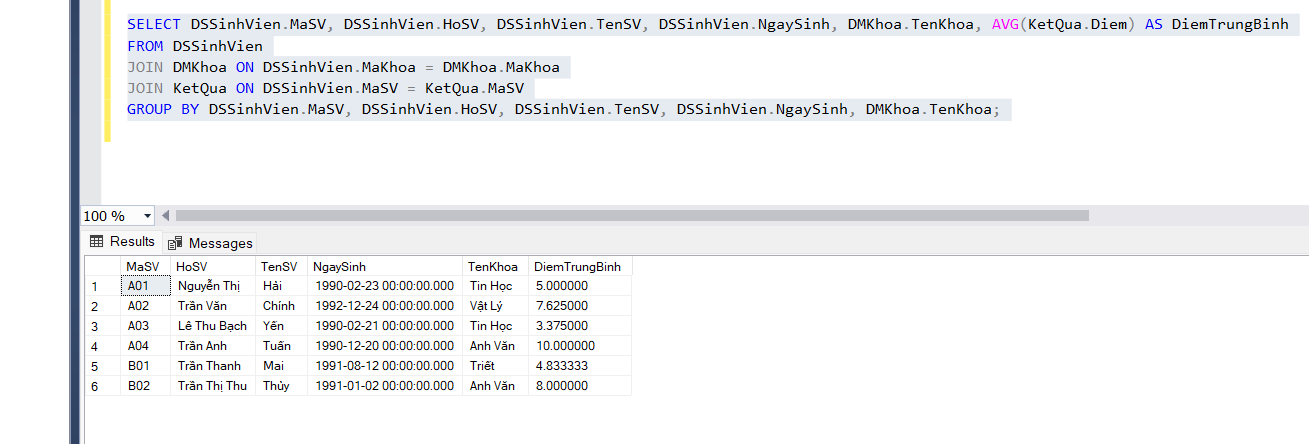 SELECT DSSinhVien.MaSV, DSSinhVien.HoSV, DSSinhVien.TenSV, DSSinhVien.NgaySinh, DMKhoa.TenKhoa, AVG(KetQua.Diem) AS DiemTrungBinh
FROM DSSinhVien
JOIN DMKhoa ON DSSinhVien.MaKhoa = DMKhoa.MaKhoa
JOIN KetQua ON DSSinhVien.MaSV = KetQua.MaSV
GROUP BY DSSinhVien.MaSV, DSSinhVien.HoSV, DSSinhVien.TenSV, DSSinhVien.NgaySinh, DMKhoa.TenKhoa;
100 %
Results Messages
MaSV HoSV TenSV NgaySinh TenKhoa DiemTrungBinh
1 A01 Nguyễn Thị Hải 1990-02-23 00:00:00.000 Tin Học 5.000000
2 A02 Trần Văn Chính 1992-12-24 00:00:00.000 Vật Lý 7.625000
3 A03 Lê Thu Bạch Yến 1990-02-21 00:00:00.000 Tin Học 3.375000
4 A04 Trần Anh Tuấn 1990-12-20 00:00:00.000 Anh Văn 10.000000
5 B01 Trần Thanh Mai 1991-08-12 00:00:00.000 Triết 4.833333
6 B02 Trần Thị Thu Thủy 1991-01-02 00:00:00.000 Anh Văn 8.000000